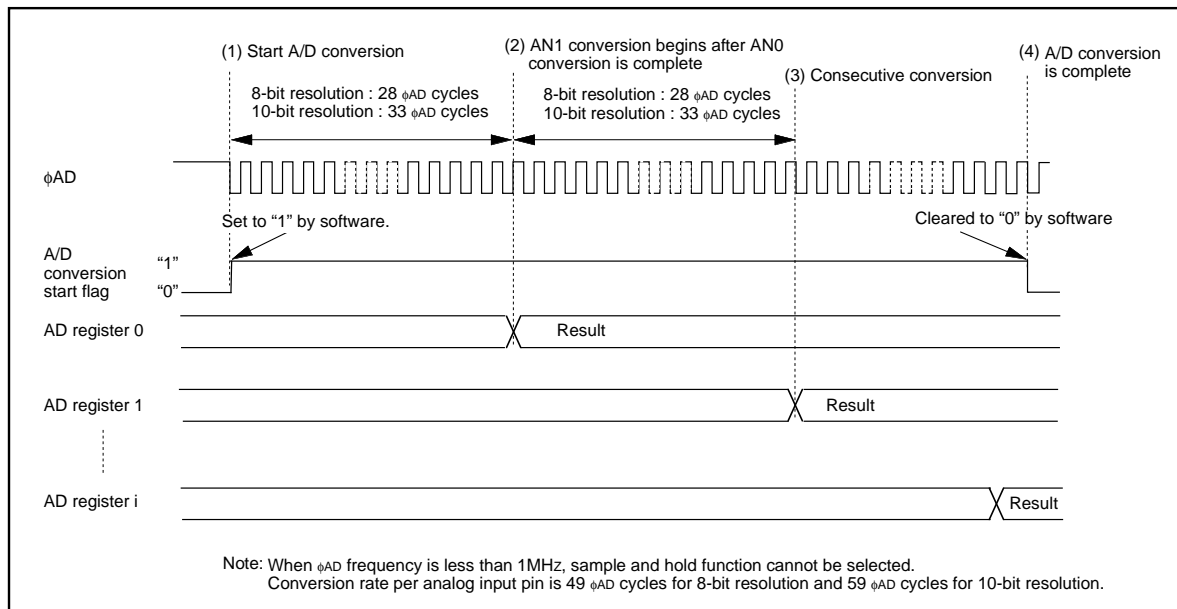 (1) Start A/D conversion
(2) AN1 conversion begins after AN0
conversion is complete
(3) Consecutive conversion
(4) A/D conversion
is complete
8-bit resolution : 28 ϕAD cycles
10-bit resolution : 33 ϕAD cycles
8-bit resolution : 28 ϕAD cycles
10-bit resolution : 33 ϕAD cycles
ϕAD
Set to “1” by software.
Cleared to “0” by software
A/D
conversion
start flag
“1”
“0”
AD register 0
Result
AD register 1
Result
AD register i
Result
Note: When ϕAD frequency is less than 1MHz, sample and hold function cannot be selected.
Conversion rate per analog input pin is 49 ϕAD cycles for 8-bit resolution and 59 ϕAD cycles for 10-bit resolution.